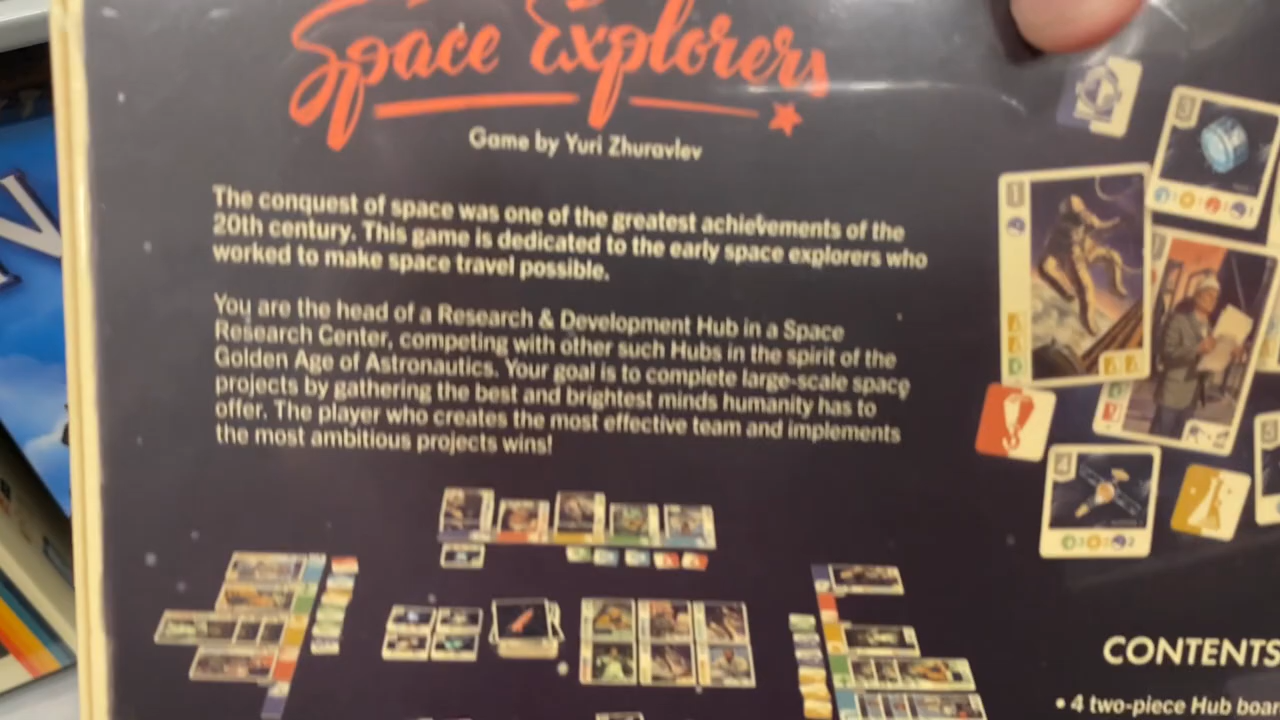 Space Explorers
Game by Yuri Zhuravlev
The conquest of space was one of the greatest achievements of the
20th century. This game is dedicated to the early space explorers who
worked to make space travel possible.
You are the head of a Research & Development Hub in a Space
Research Center, competing with other such Hubs in the spirit of the
Golden Age of Astronautics. Your goal is to complete large-scale space
projects by gathering the best and brightest minds humanity has to
offer. The player who creates the most effective team and implements
the most ambitious projects wins!
1
3
4
CONTENTS
• 4 two-piece Hub boar